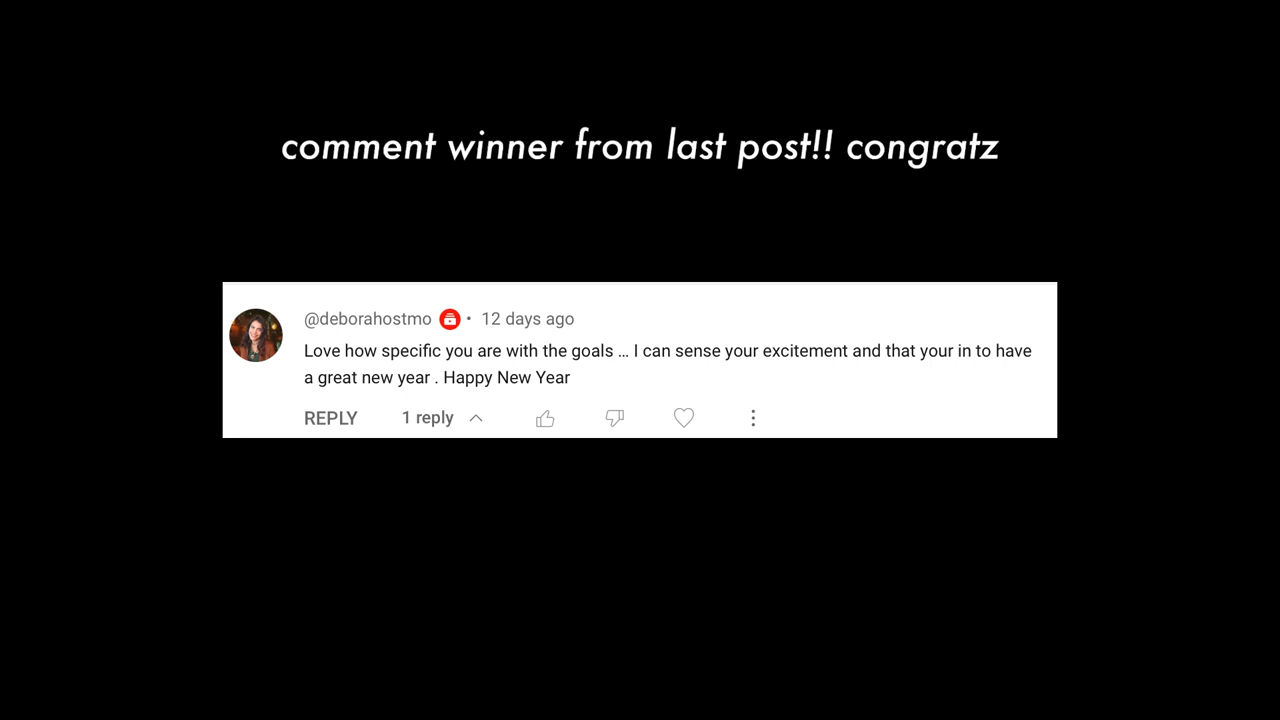 comment winner from last post!! congratz
@deborahostmo • 12 days ago
Love how specific you are with the goals … I can sense your excitement and that your in to have
a great new year . Happy New Year
REPLY 1 reply